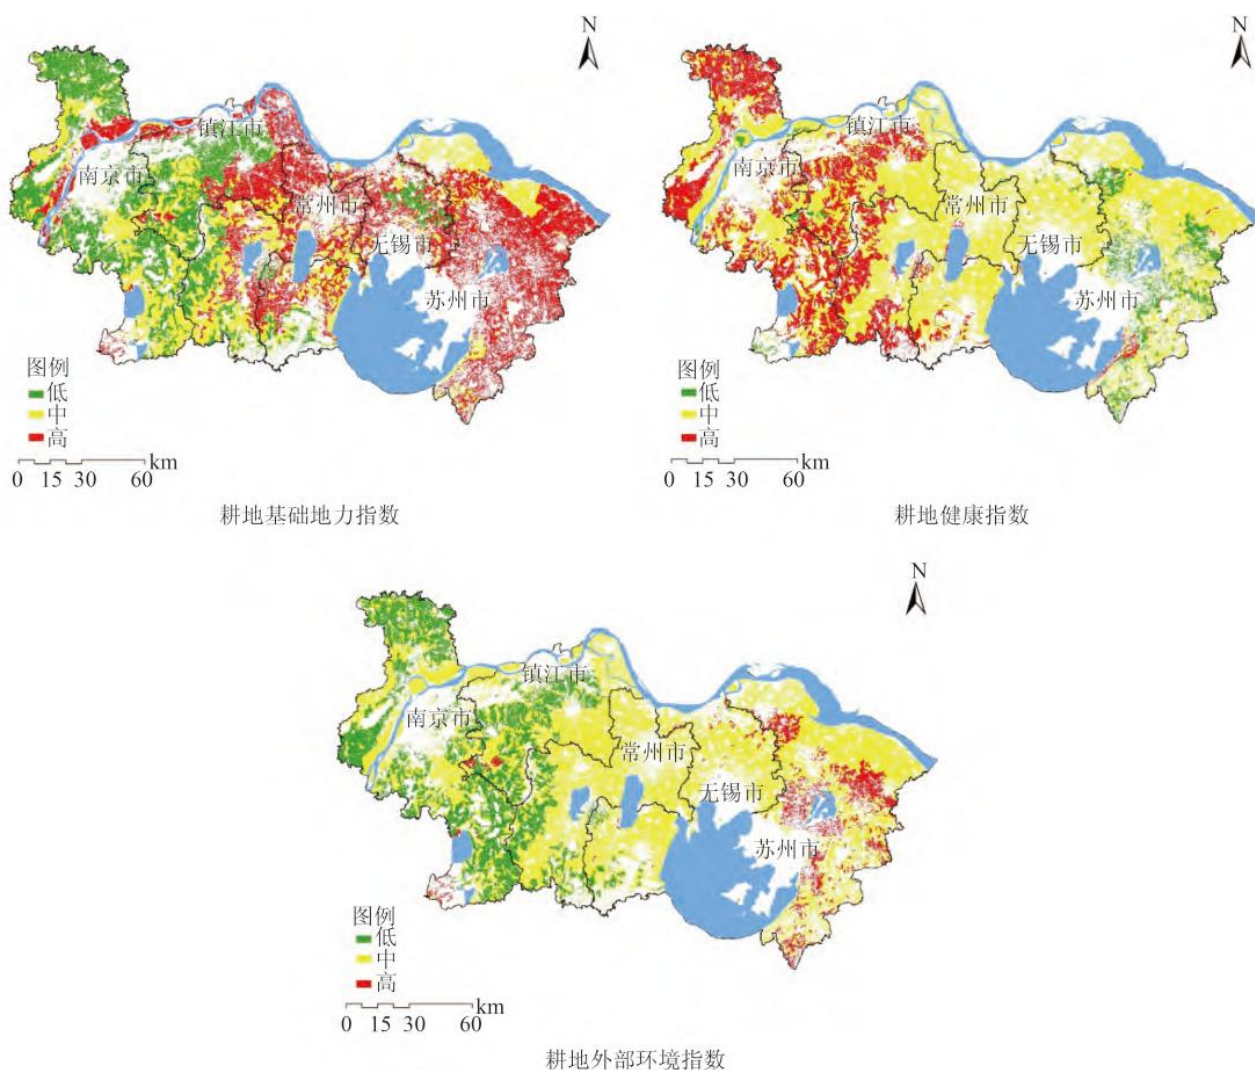 N
镇江市
南京市
常州市
无锡市
苏州市
图例
低
中
高
km
0 15 30 60
耕地基础地力指数
N
镇江市
南京市
常州市
无锡市
苏州市
图例
低
中
高
km
0 15 30 60
耕地健康指数
N
镇江市
南京市
常州市
无锡市
苏州市
图例
低
中
高
km
0 15 30 60
耕地外部环境指数